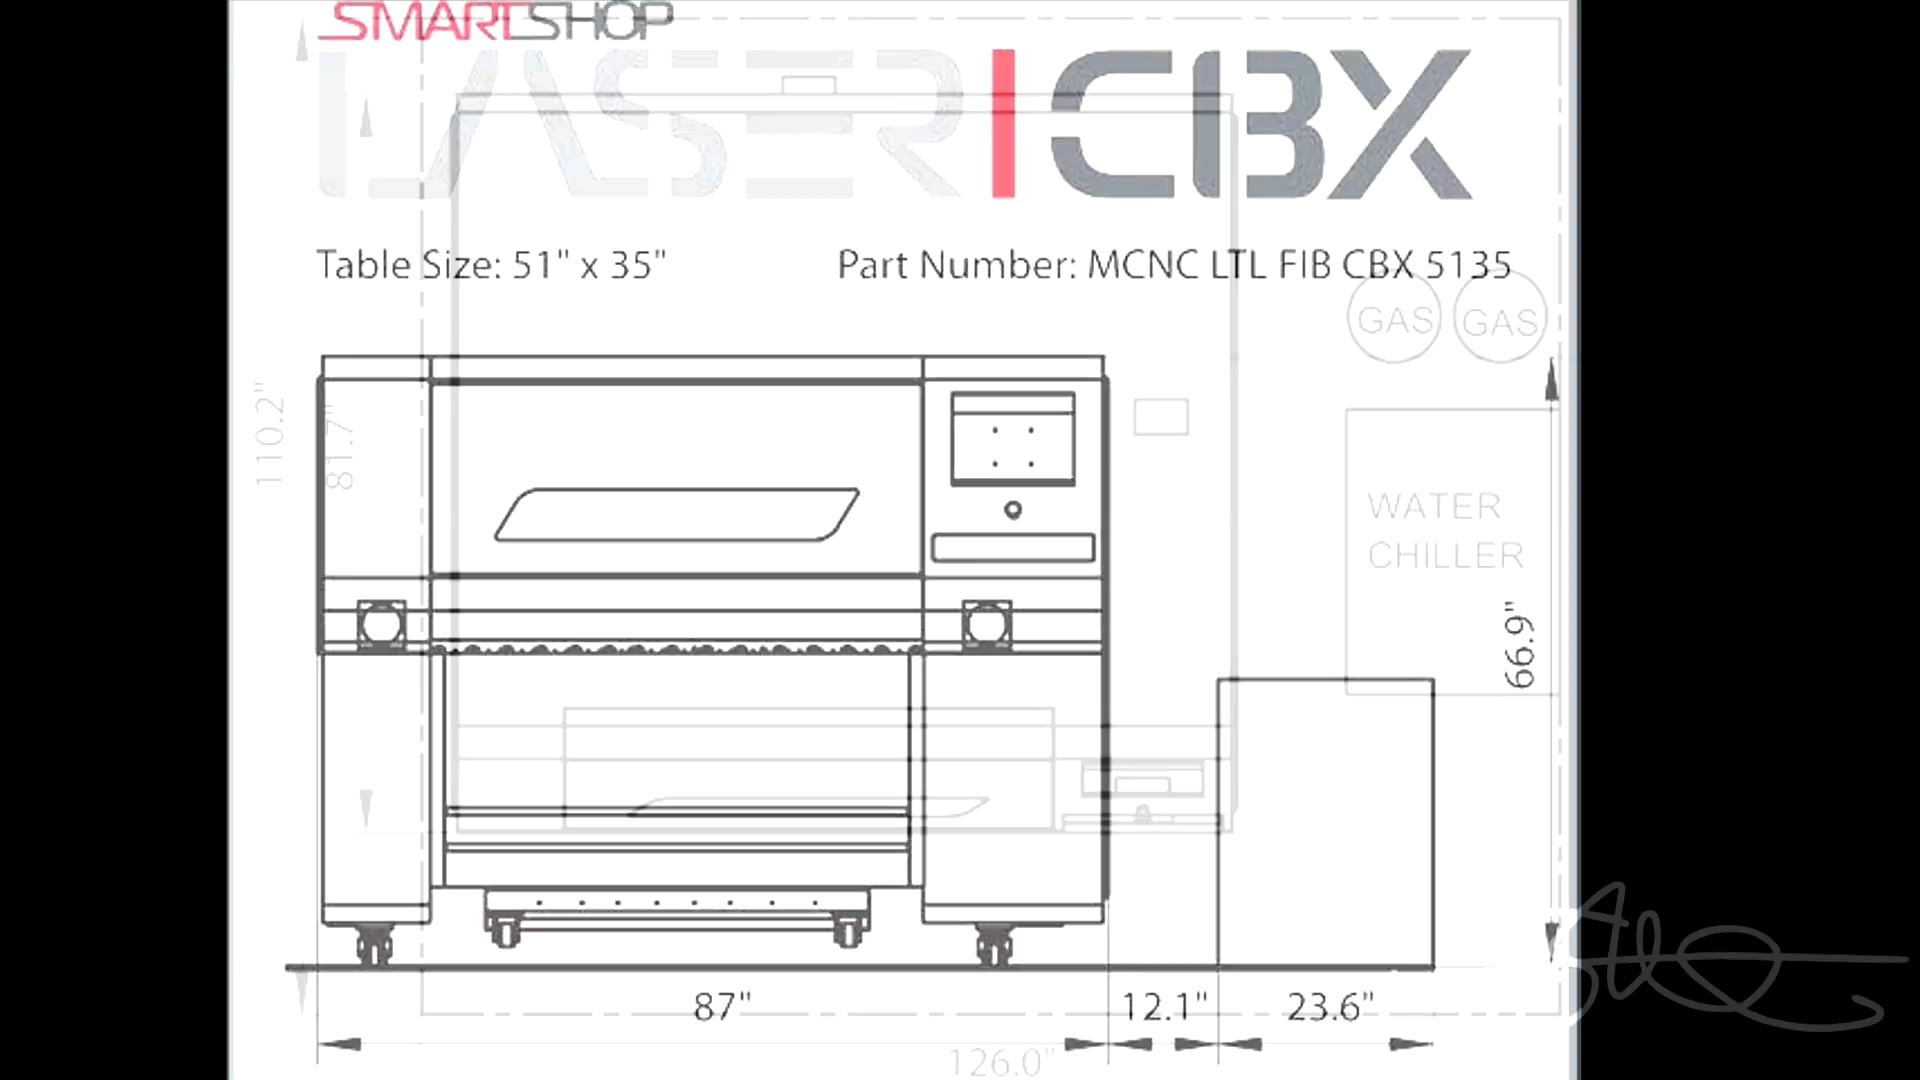 SMARTSHOP
LASER|CBX
Table Size: 51" x 35"
Part Number: MCNC LTL FIB CBX 5135
GAS GAS
110.2"
81.7"
WATER
CHILLER
66.9"
87" 12.1" 23.6"
126.0"